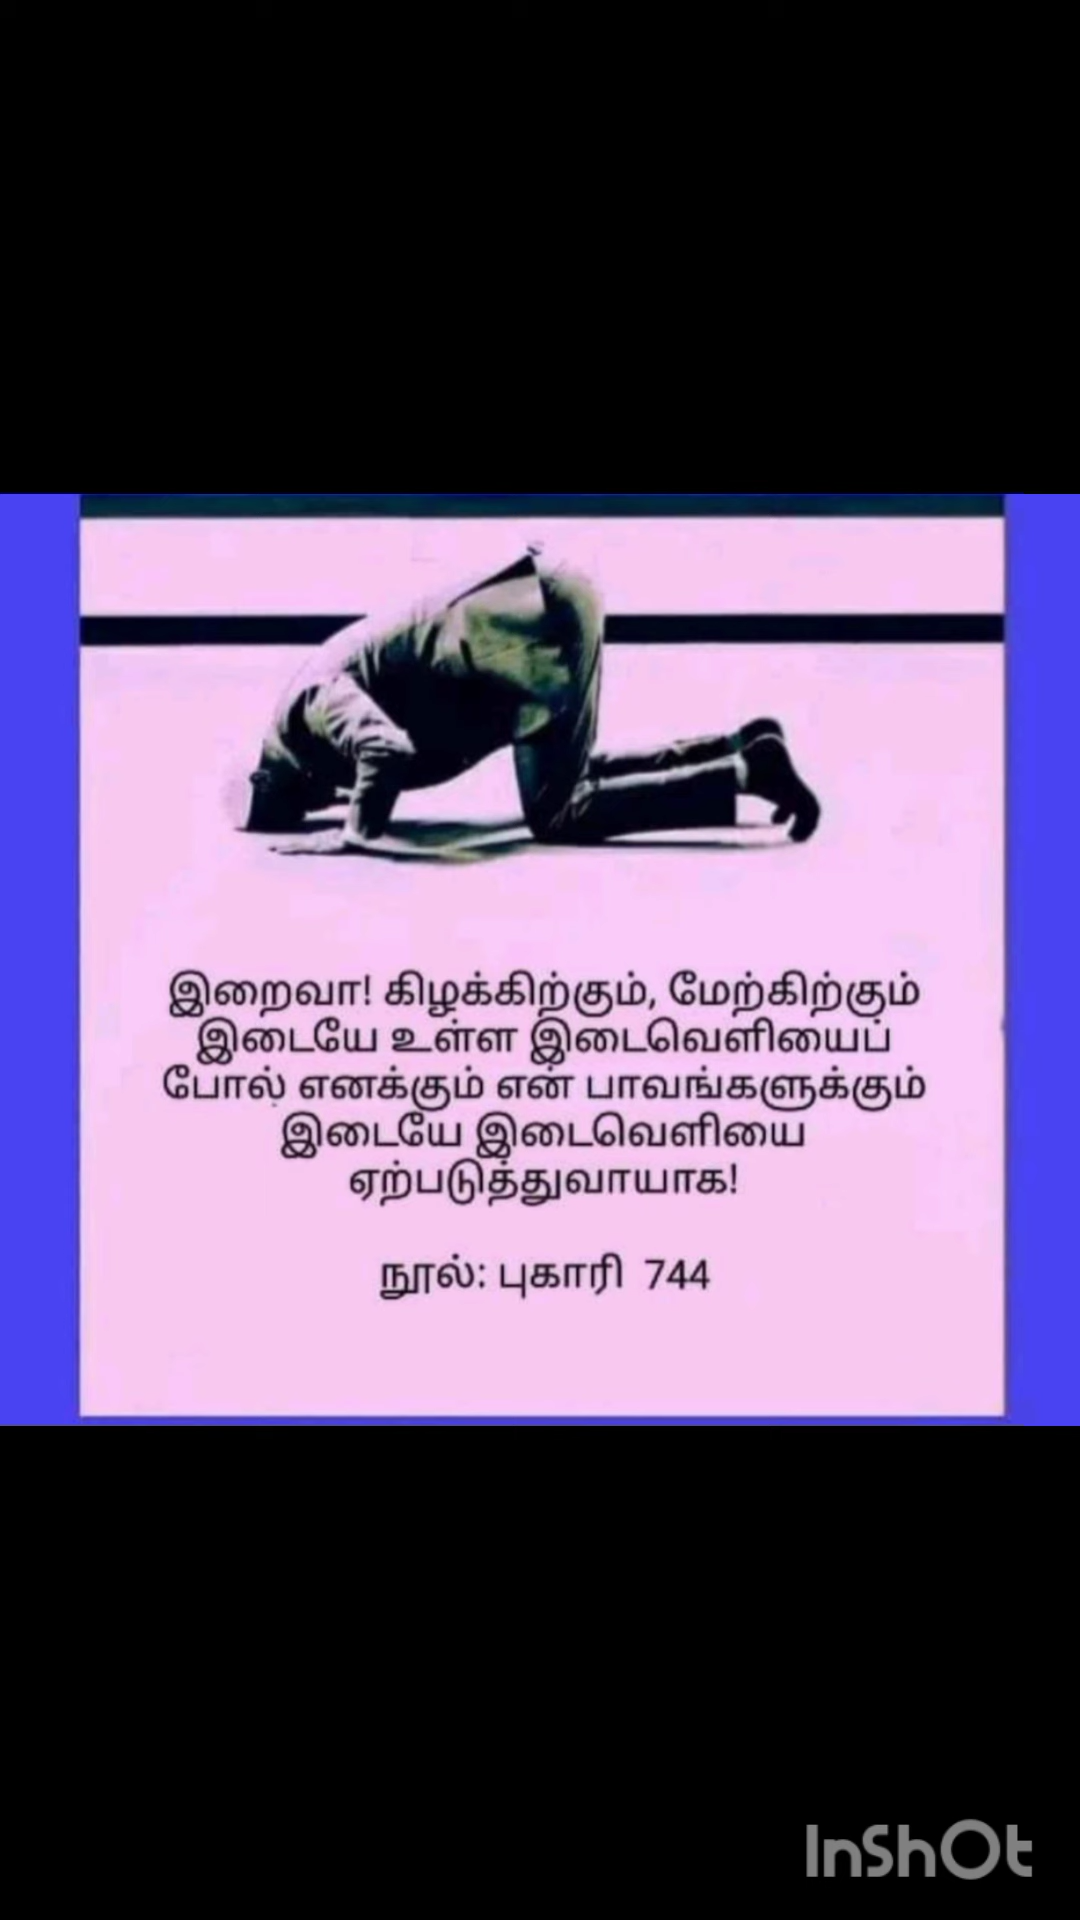 இறைவா! கிழக்கிற்கும், மேற்கிற்கும்
இடையே உள்ள இடைவெளியைப்
போல் எனக்கும் என் பாவங்களுக்கும்
இடையே இடைவெளியை
ஏற்படுத்துவாயாக!
நூல்: புகாரி 744
InShOt